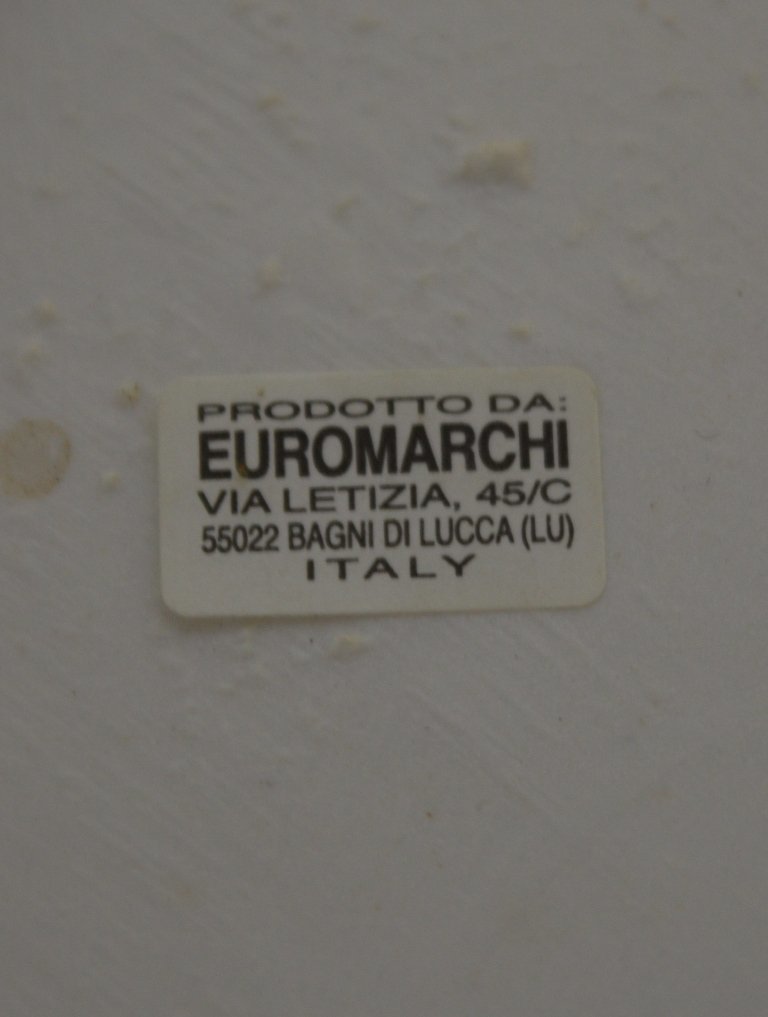 PRODOTTO DA:
EUROMARCHI
VIA LETIZIA, 45/C
55022 BAGNI DI LUCCA (LU)
ITALY